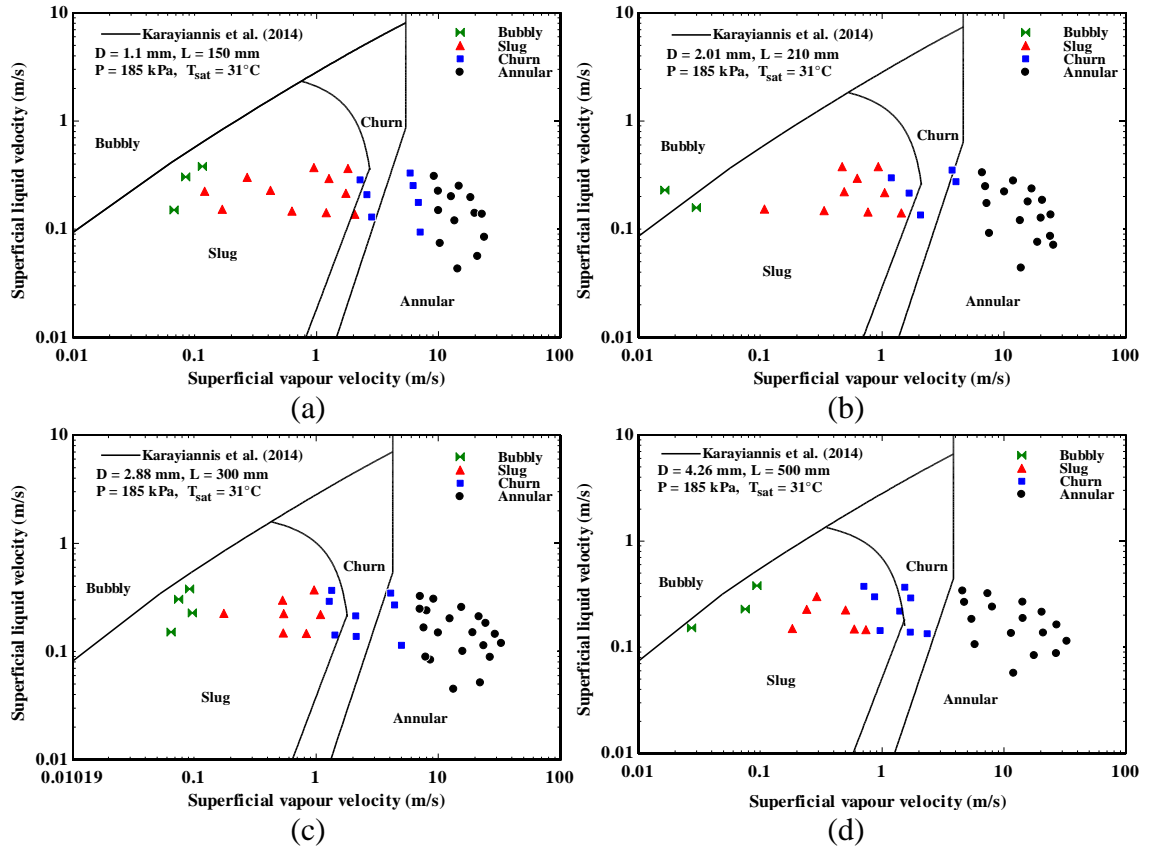 Karayiannis et al. (2014)
D = 1.1 mm, L = 150 mm
P = 185 kPa, T_sat = 31°C
Bubbly
Slug
Churn
Annular
Bubbly
Slug
Churn
Annular
10
1
0.1
0.01
0.01
0.1
1
10
100
Superficial liquid velocity (m/s)
Superficial vapour velocity (m/s)
(a)
Karayiannis et al. (2014)
D = 2.01 mm, L = 210 mm
P = 185 kPa, T_sat = 31°C
Bubbly
Slug
Churn
Annular
Bubbly
Slug
Churn
Annular
10
1
0.1
0.01
0.01
0.1
1
10
100
Superficial liquid velocity (m/s)
Superficial vapour velocity (m/s)
(b)
Karayiannis et al. (2014)
D = 2.88 mm, L = 300 mm
P = 185 kPa, T_sat = 31°C
Bubbly
Slug
Churn
Annular
Bubbly
Slug
Churn
Annular
10
1
0.1
0.01
0.01019
0.1
1
10
100
Superficial liquid velocity (m/s)
Superficial vapour velocity (m/s)
(c)
Karayiannis et al. (2014)
D = 4.26 mm, L = 500 mm
P = 185 kPa, T_sat = 31°C
Bubbly
Slug
Churn
Annular
Bubbly
Slug
Churn
Annular
10
1
0.1
0.01
0.01
0.1
1
10
100
Superficial liquid velocity (m/s)
Superficial vapour velocity (m/s)
(d)